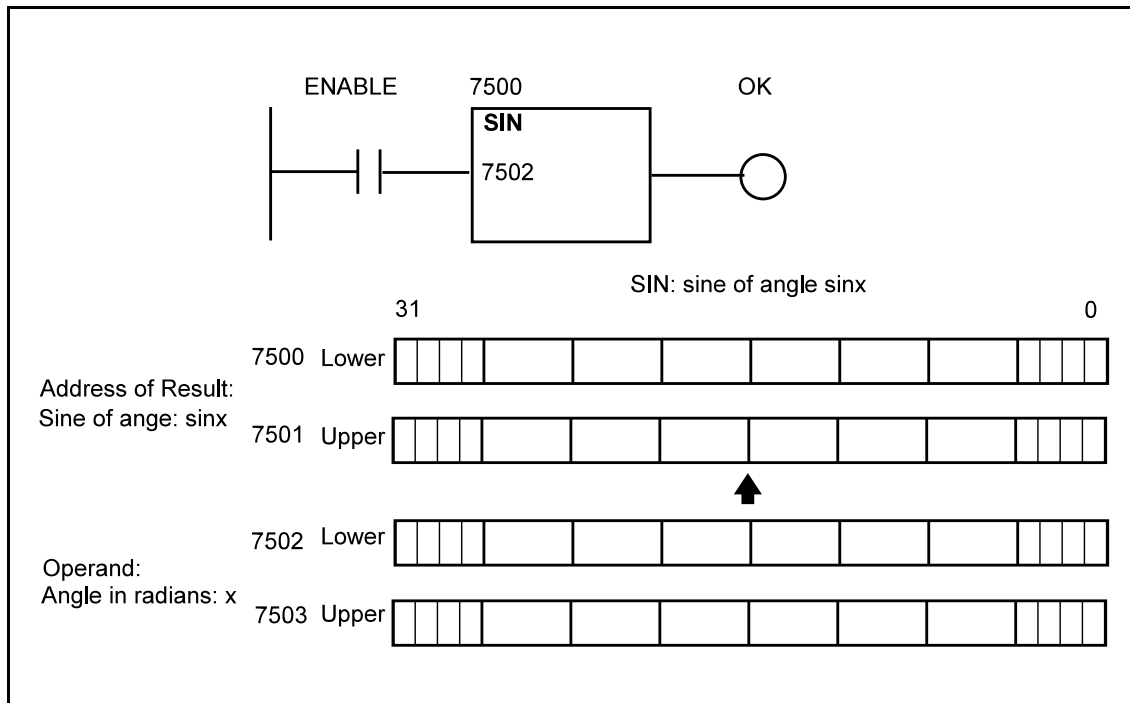 ENABLE 7500 OK
SIN
7502
SIN: sine of angle sinx
31 0
7500 Lower
Address of Result:
Sine of ange: sinx
7501 Upper
7502 Lower
Operand:
Angle in radians: x
7503 Upper